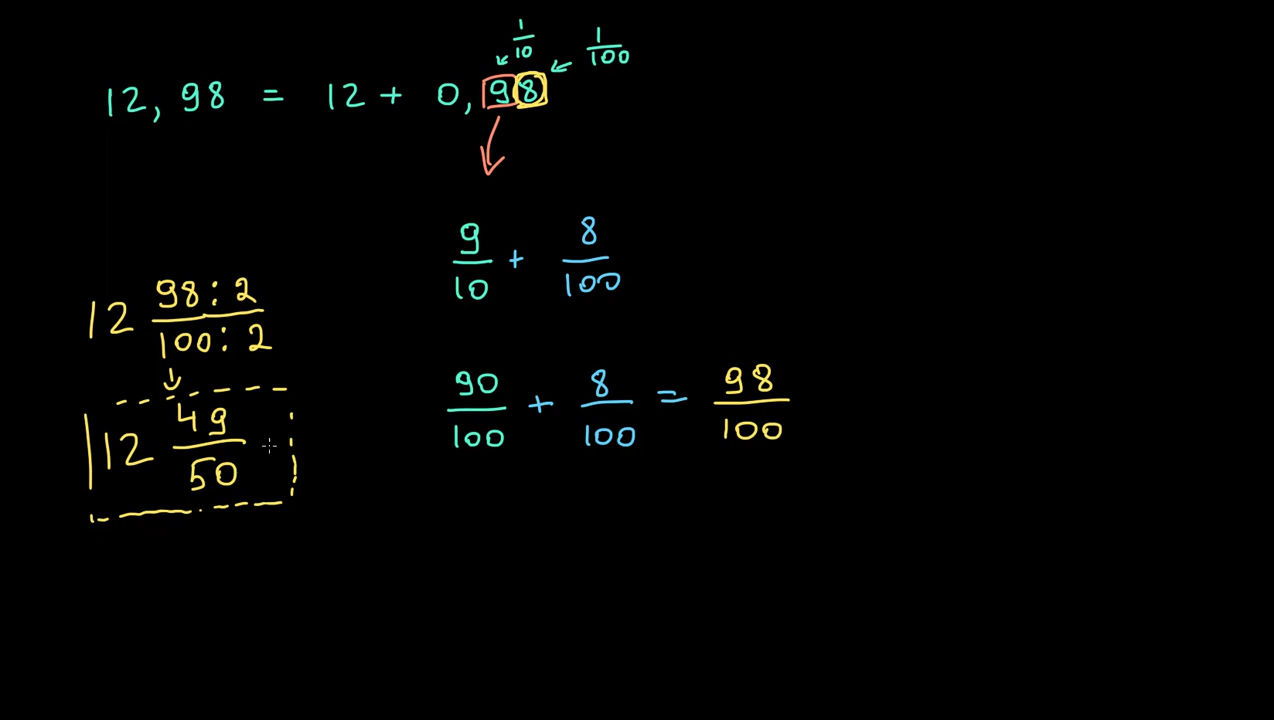 1/10 1/100
12,98 = 12 + 0,98
9/10 + 8/100
12 98:2/100:2
90/100 + 8/100 = 98/100
12 49/50